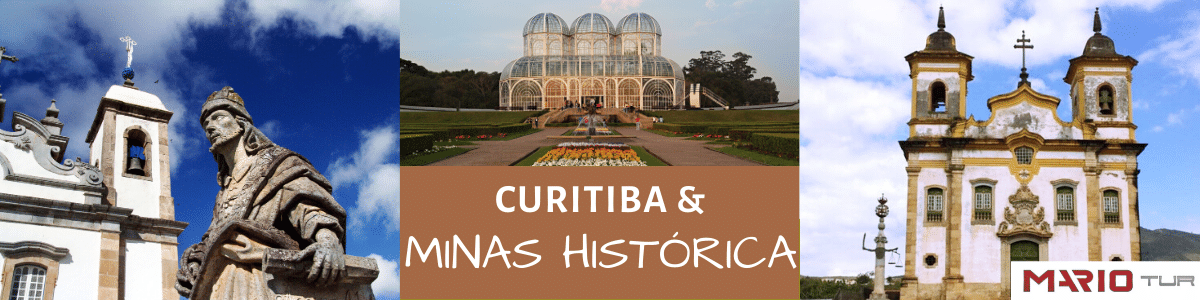 CURITIBA &
MINAS HISTÓRICA
MARIO TUR